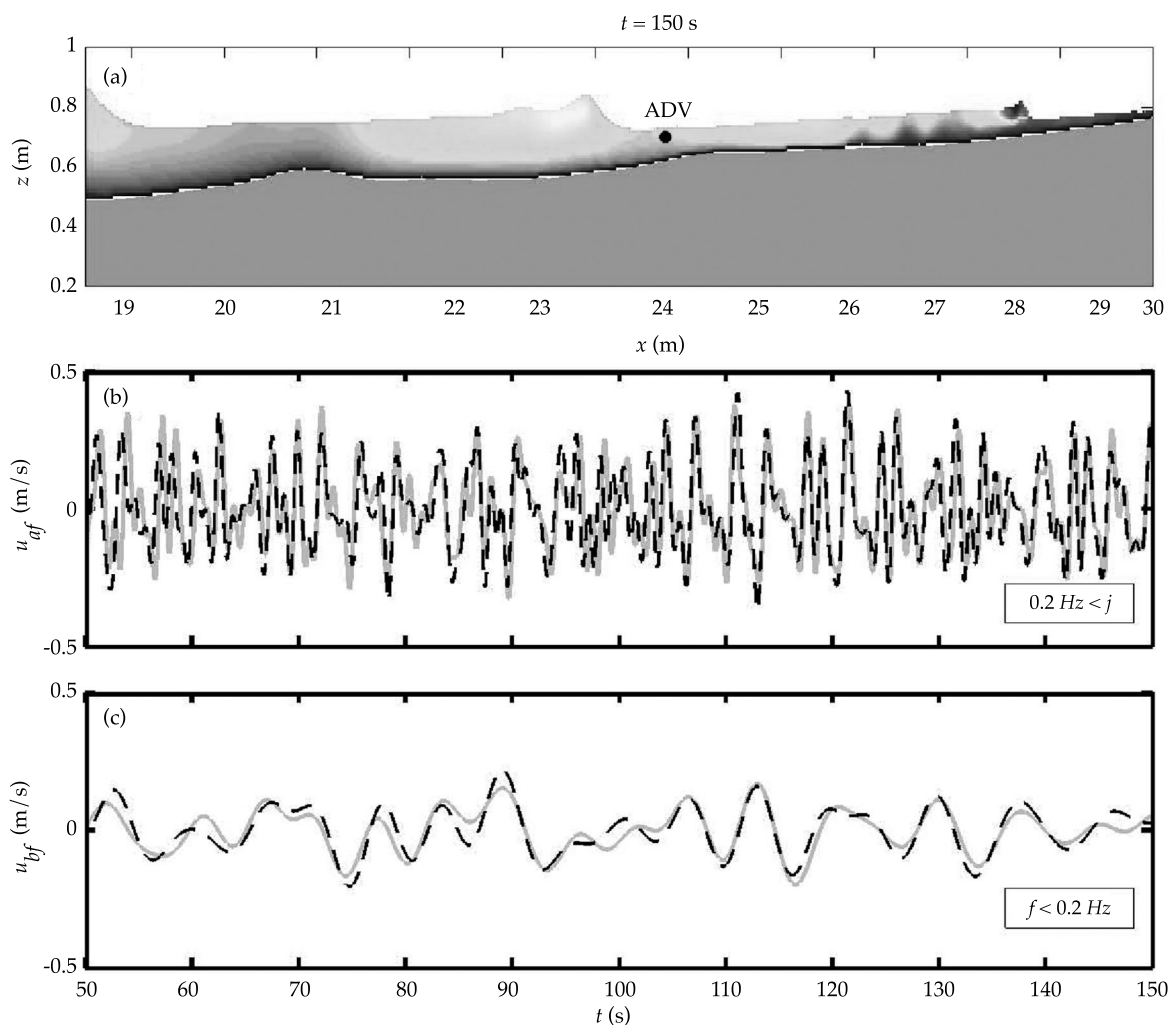 t = 150 s
(a)
ADV
1
0.8
0.6
0.4
0.2
z (m)
19 20 21 22 23 24 25 26 27 28 29 30
x (m)
(b)
0.5
0
-0.5
u_af (m/s)
0.2 Hz < j
(c)
0.5
0
-0.5
u_bf (m/s)
f < 0.2 Hz
50 60 70 80 90 100 110 120 130 140 150
t (s)